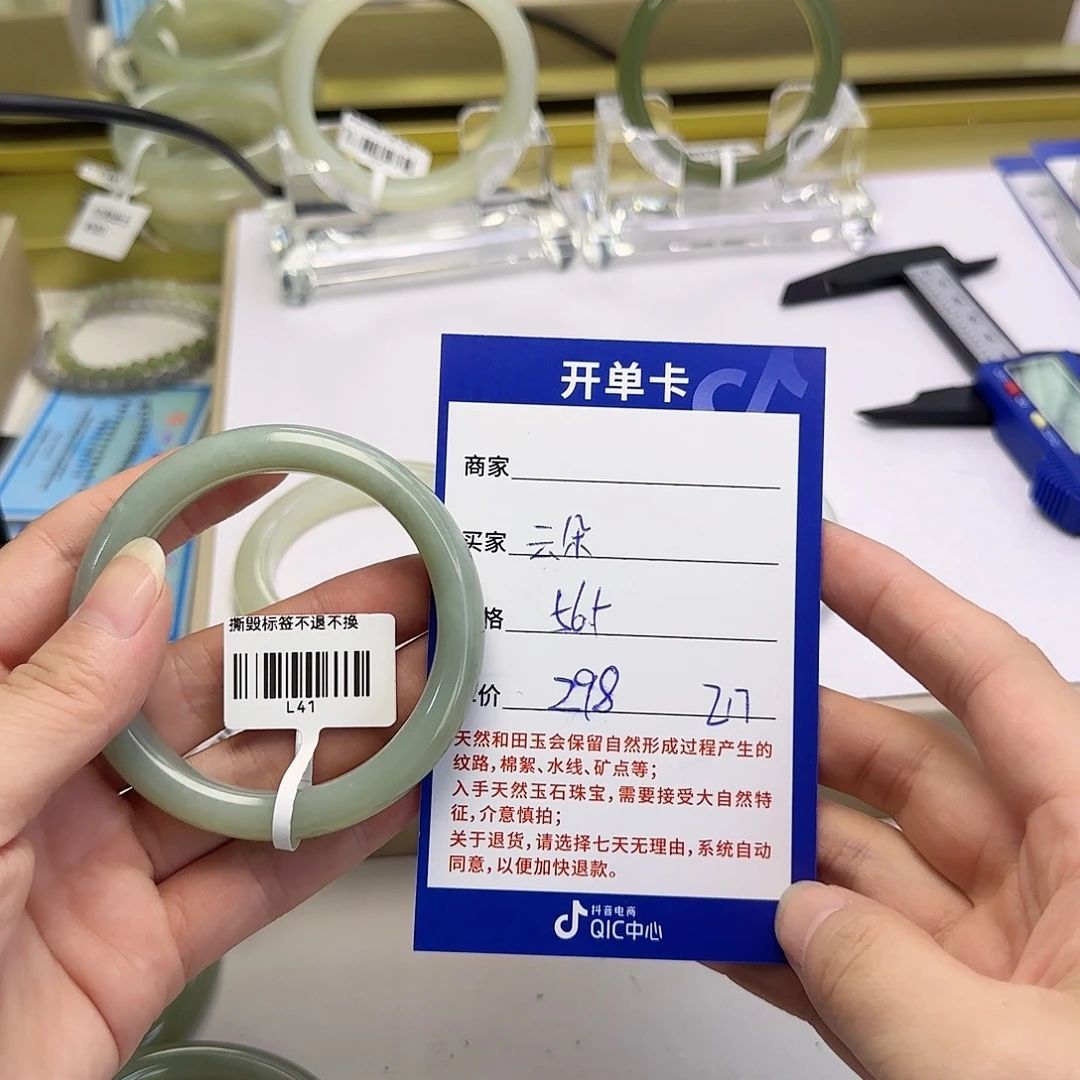 开单卡
商家
买家 云朵
格 565
价 298 2.7
天然和田玉会保留自然形成过程产生的
纹路,棉絮、水线、矿点等;
入手天然玉石珠宝,需要接受大自然特
征,介意慎拍;
关于退货,请选择七天无理由,系统自动
同意,以便加快退款。
抖音电商
QIC中心
撕毁标签不退不换
L41